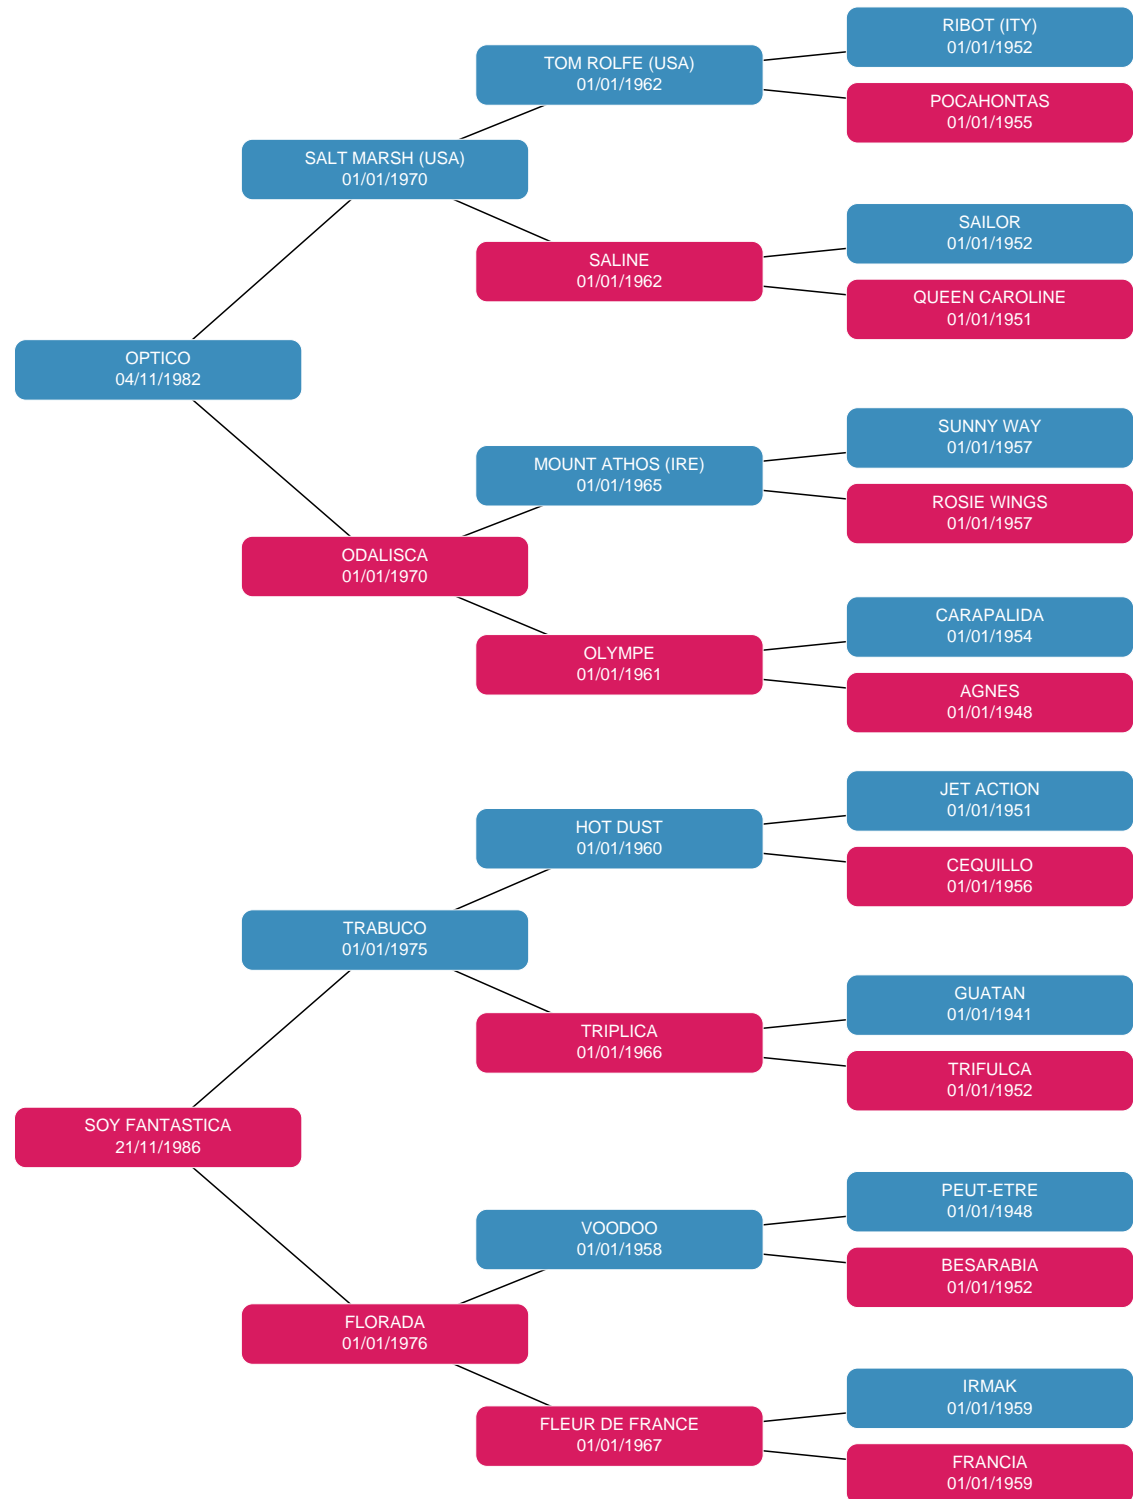 RIBOT (ITY)
01/01/1952
TOM ROLFE (USA)
01/01/1962
POCAHONTAS
01/01/1955
SALT MARSH (USA)
01/01/1970
SAILOR
01/01/1952
SALINE
01/01/1962
QUEEN CAROLINE
01/01/1951
OPTICO
04/11/1982
SUNNY WAY
01/01/1957
MOUNT ATHOS (IRE)
01/01/1965
ROSIE WINGS
01/01/1957
ODALISCA
01/01/1970
CARAPALIDA
01/01/1954
OLYMPE
01/01/1961
AGNES
01/01/1948
JET ACTION
01/01/1951
HOT DUST
01/01/1960
CEQUILLO
01/01/1956
TRABUCO
01/01/1975
GUATAN
01/01/1941
TRIPLICA
01/01/1966
TRIFULCA
01/01/1952
SOY FANTASTICA
21/11/1986
PEUT-ETRE
01/01/1948
VOODOO
01/01/1958
BESARABIA
01/01/1952
FLORADA
01/01/1976
IRMAK
01/01/1959
FLEUR DE FRANCE
01/01/1967
FRANCIA
01/01/1959